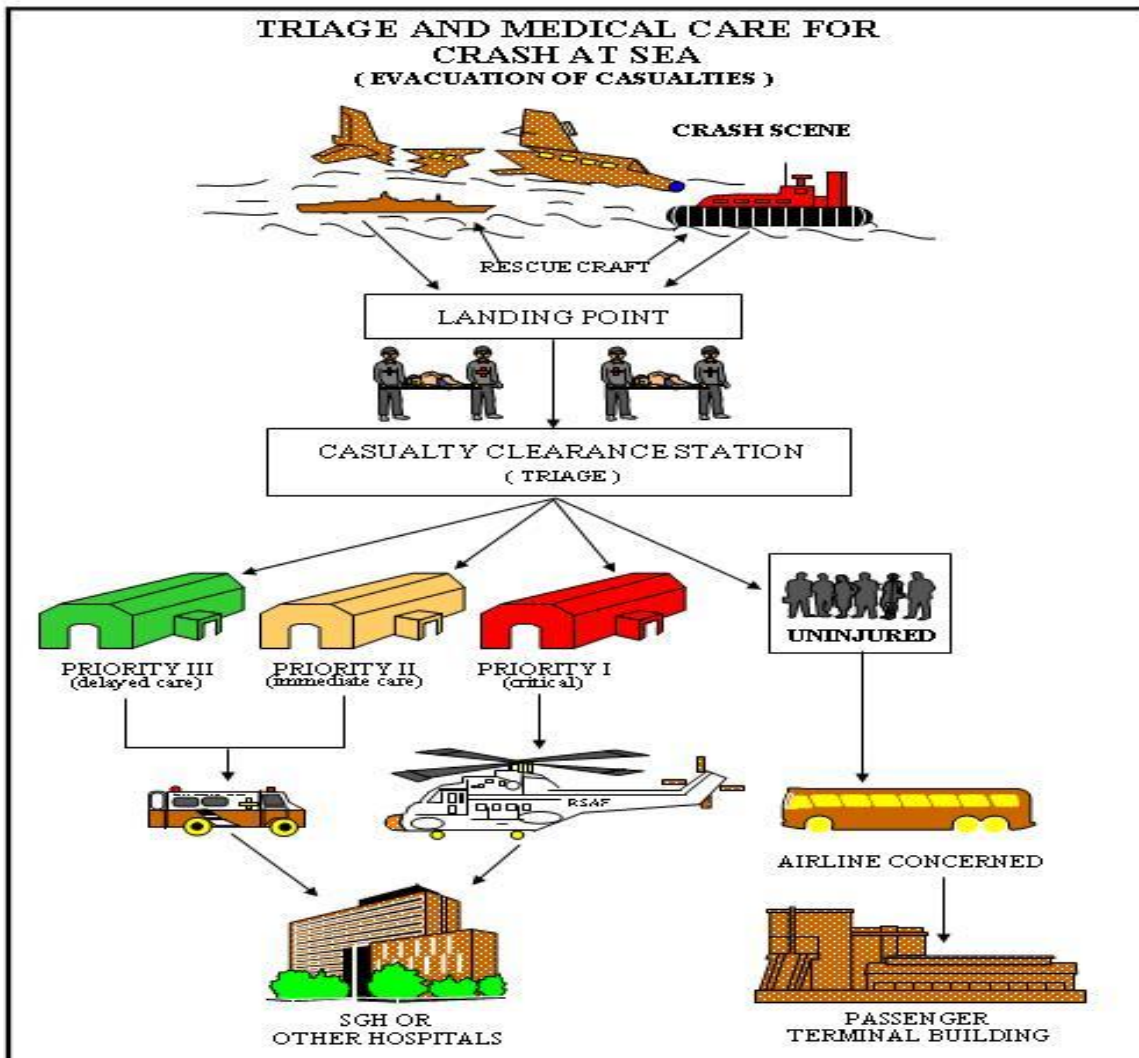 TRIAGE AND MEDICAL CARE FOR
CRASH AT SEA
( EVACUATION OF CASUALTIES )
CRASH SCENE
RESCUE CRAFT
LANDING POINT
CASUALTY CLEARANCE STATION
( TRIAGE )
UNINJURED
PRIORITY III
(delayed care)
PRIORITY II
(immediate care)
PRIORITY I
(critical)
RSAF
AIRLINE CONCERNED
SGH OR
OTHER HOSPITALS
PASSENGER
TERMINAL BUILDING